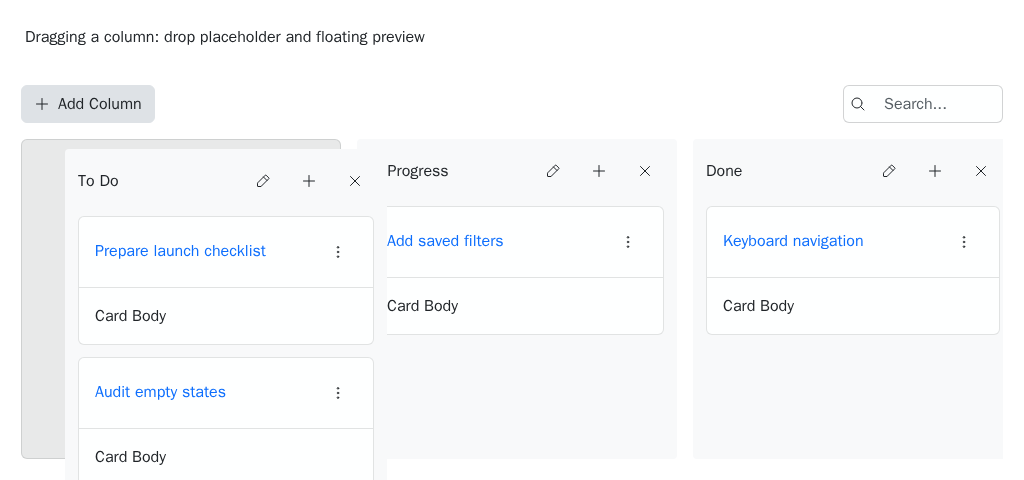 Dragging a column: drop placeholder and floating preview
Add Column
Search...
To Do
Prepare launch checklist
Card Body
Audit empty states
Card Body
Progress
Add saved filters
Card Body
Done
Keyboard navigation
Card Body